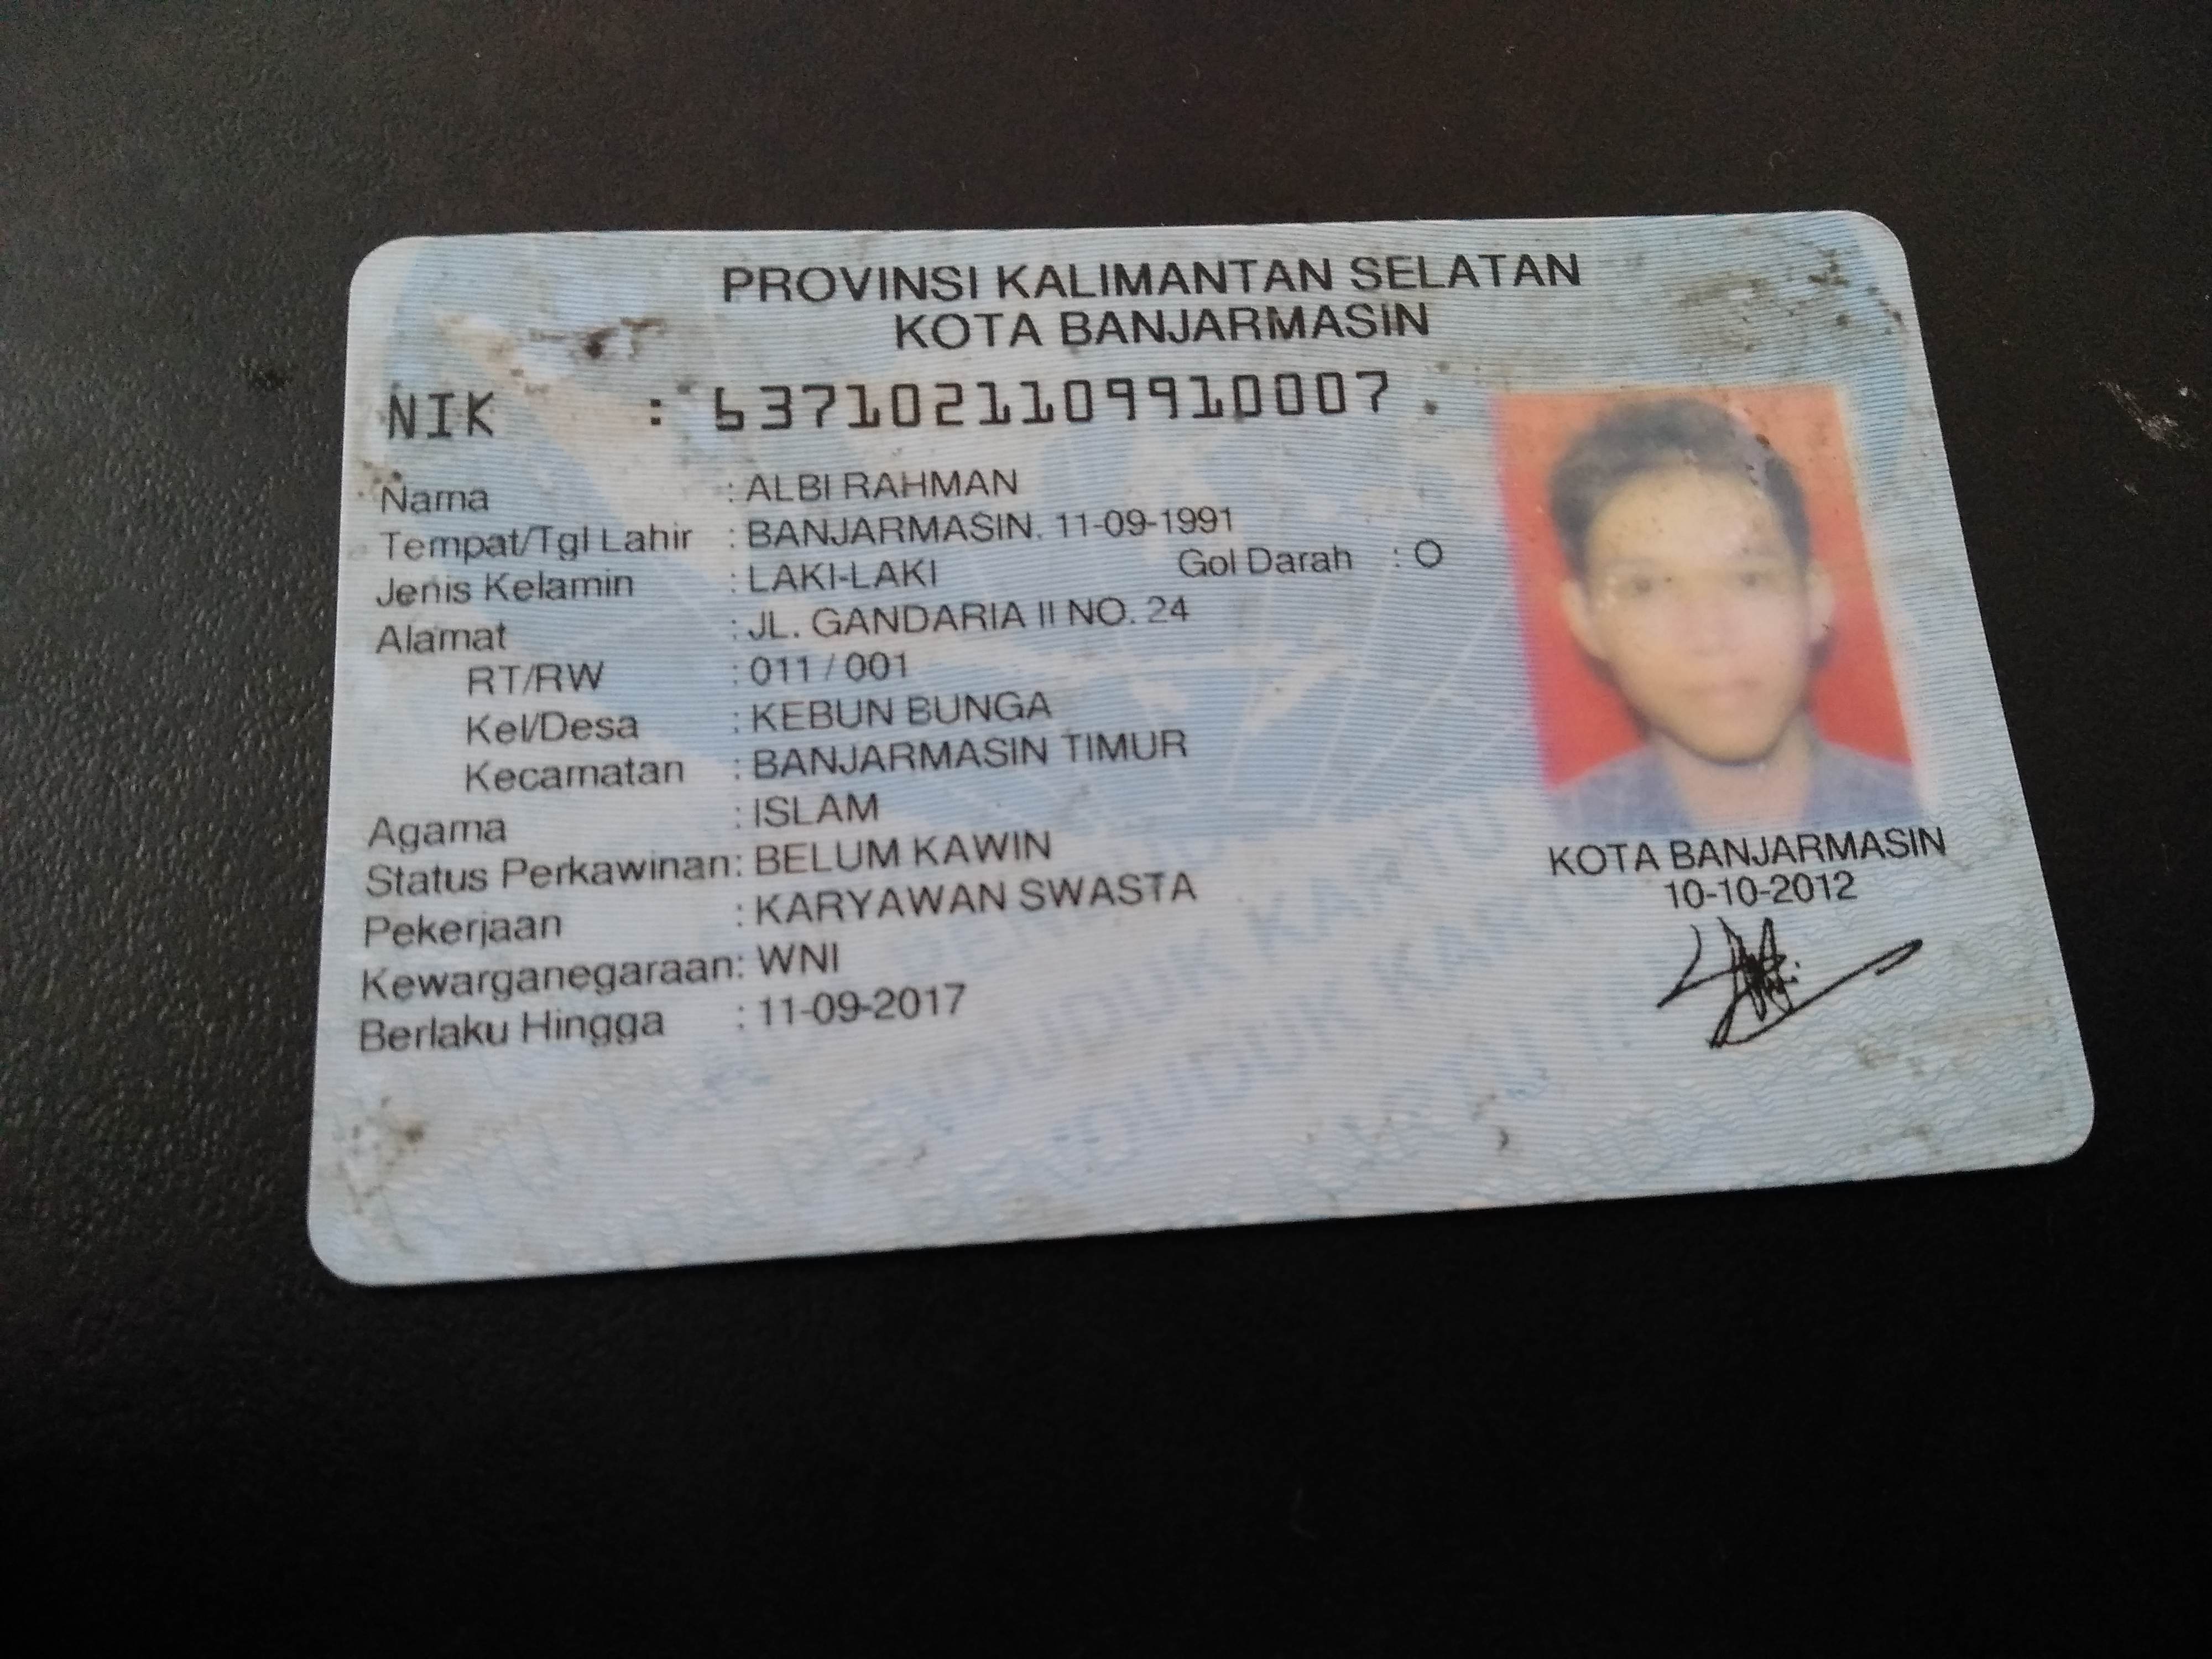 PROVINSI KALIMANTAN SELATAN
KOTA BANJARMASIN
NIK : 6371021109910007
Nama : ALBI RAHMAN
Tempat/Tgl Lahir : BANJARMASIN. 11-09-1991
Jenis Kelamin : LAKI-LAKI Gol Darah : O
Alamat : JL. GANDARIA II NO. 24
RT/RW : 011 / 001
Kel/Desa : KEBUN BUNGA
Kecamatan : BANJARMASIN TIMUR
Agama : ISLAM
Status Perkawinan: BELUM KAWIN
Pekerjaan : KARYAWAN SWASTA
Kewarganegaraan: WNI
Berlaku Hingga : 11-09-2017
KOTA BANJARMASIN
10-10-2012